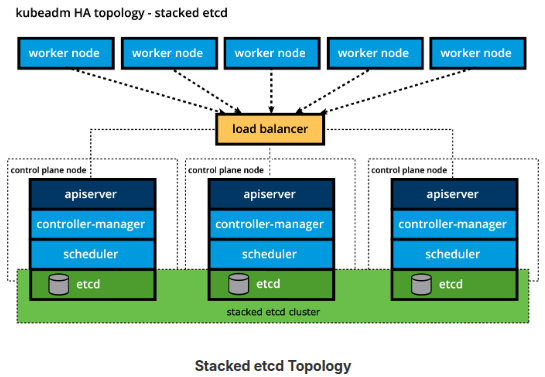 kubeadm HA topology - stacked etcd
worker node worker node worker node worker node worker node
load balancer
control plane node control plane node control plane node
apiserver apiserver apiserver
controller-manager controller-manager controller-manager
scheduler scheduler scheduler
etcd etcd etcd
stacked etcd cluster
Stacked etcd Topology